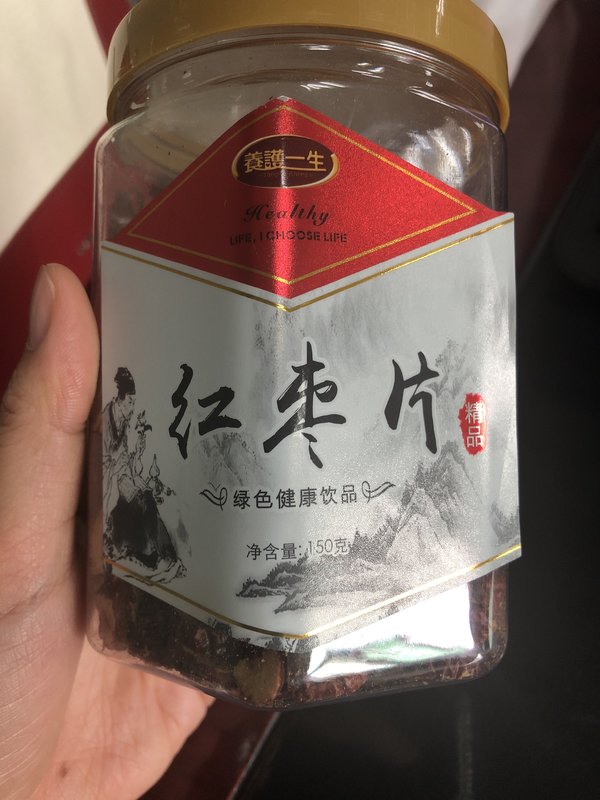 養護一生
Healthy
LIFE, I CHOOSE LIFE
红枣片
精品
绿色健康饮品
净含量:150克